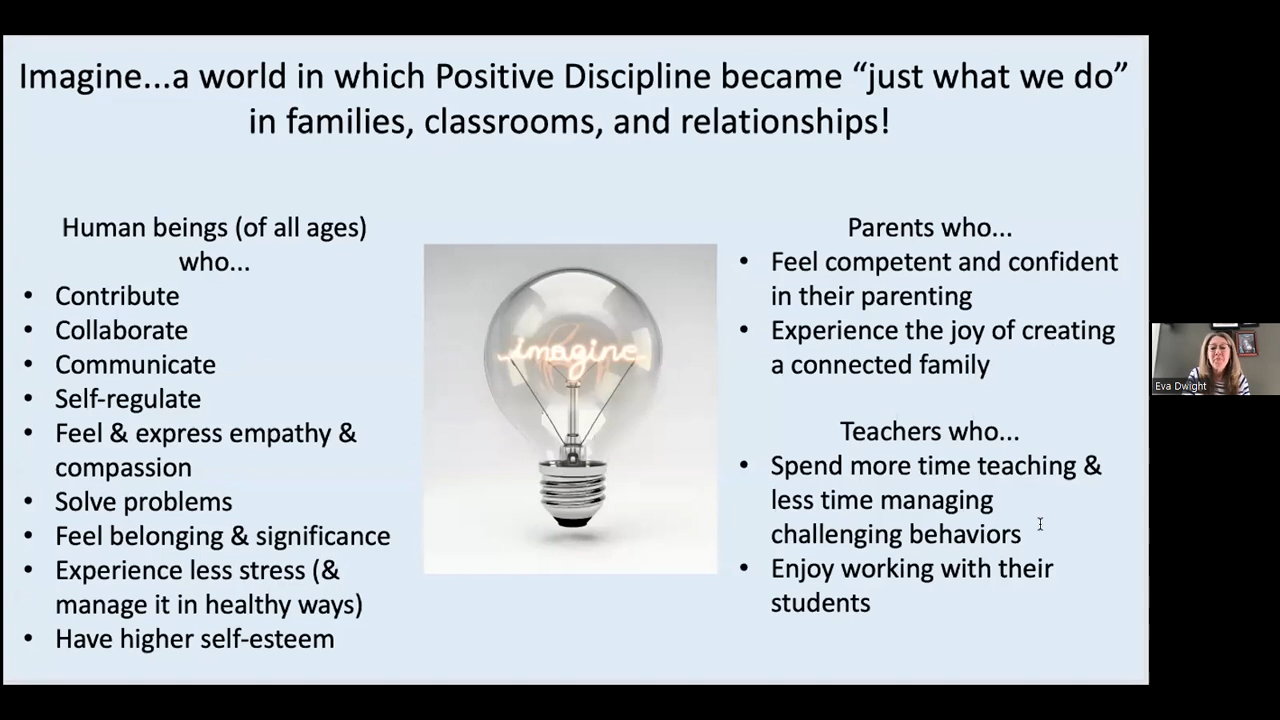 Imagine...a world in which Positive Discipline became “just what we do”
in families, classrooms, and relationships!
Human beings (of all ages)
who...
• Contribute
• Collaborate
• Communicate
• Self-regulate
• Feel & express empathy &
compassion
• Solve problems
• Feel belonging & significance
• Experience less stress (&
manage it in healthy ways)
• Have higher self-esteem
imagine
Parents who...
• Feel competent and confident
in their parenting
• Experience the joy of creating
a connected family
Teachers who...
• Spend more time teaching &
less time managing
challenging behaviors
• Enjoy working with their
students
Eva Dwight